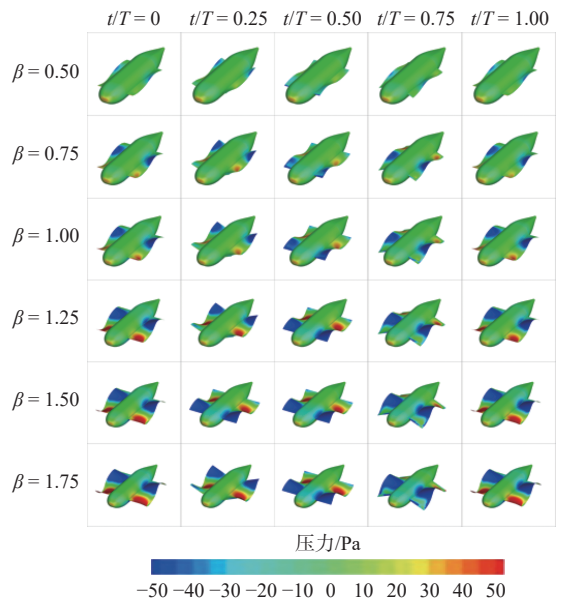 t/T = 0 t/T = 0.25 t/T = 0.50 t/T = 0.75 t/T = 1.00
β = 0.50
β = 0.75
β = 1.00
β = 1.25
β = 1.50
β = 1.75
压力/Pa
−50 −40 −30 −20 −10 0 10 20 30 40 50